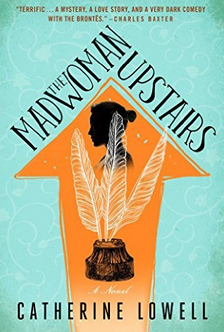 "TERRIFIC ... A MYSTERY, A LOVE STORY, AND A VERY DARK COMEDY
WITH THE BRONTËS." —CHARLES BAXTER
THE
MADWOMAN
UPSTAIRS
A Novel
CATHERINE LOWELL